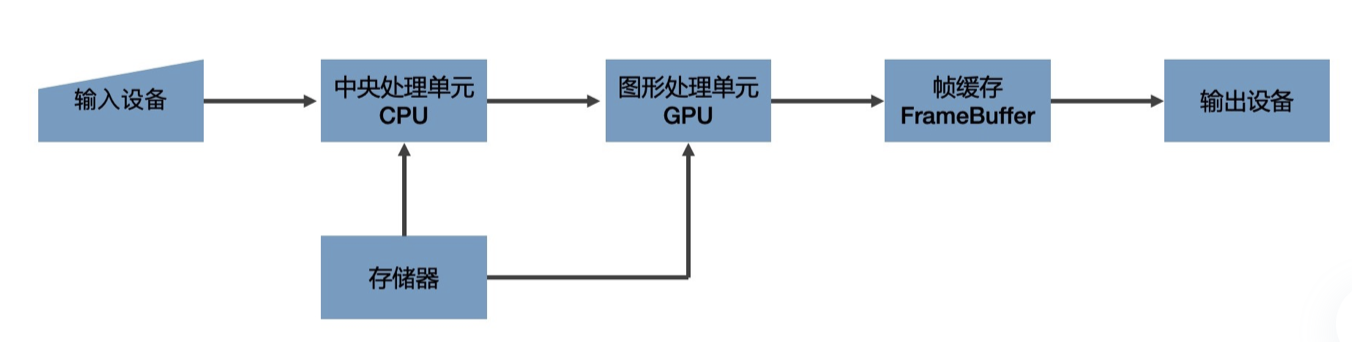 输入设备
中央处理单元
CPU
图形处理单元
GPU
帧缓存
FrameBuffer
输出设备
存储器